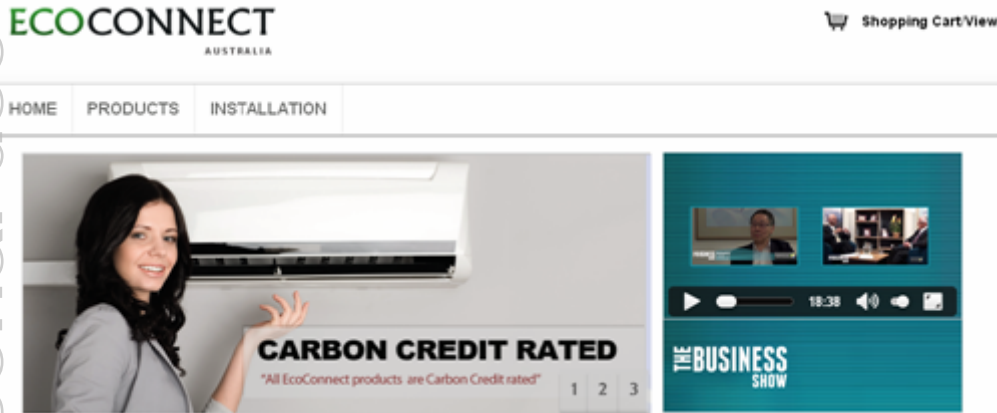 ECOCONNECT
AUSTRALIA
Shopping Cart/View
HOME PRODUCTS INSTALLATION
CARBON CREDIT RATED
"All EcoConnect products are Carbon Credit rated"
1 2 3
18:38
THE BUSINESS
SHOW